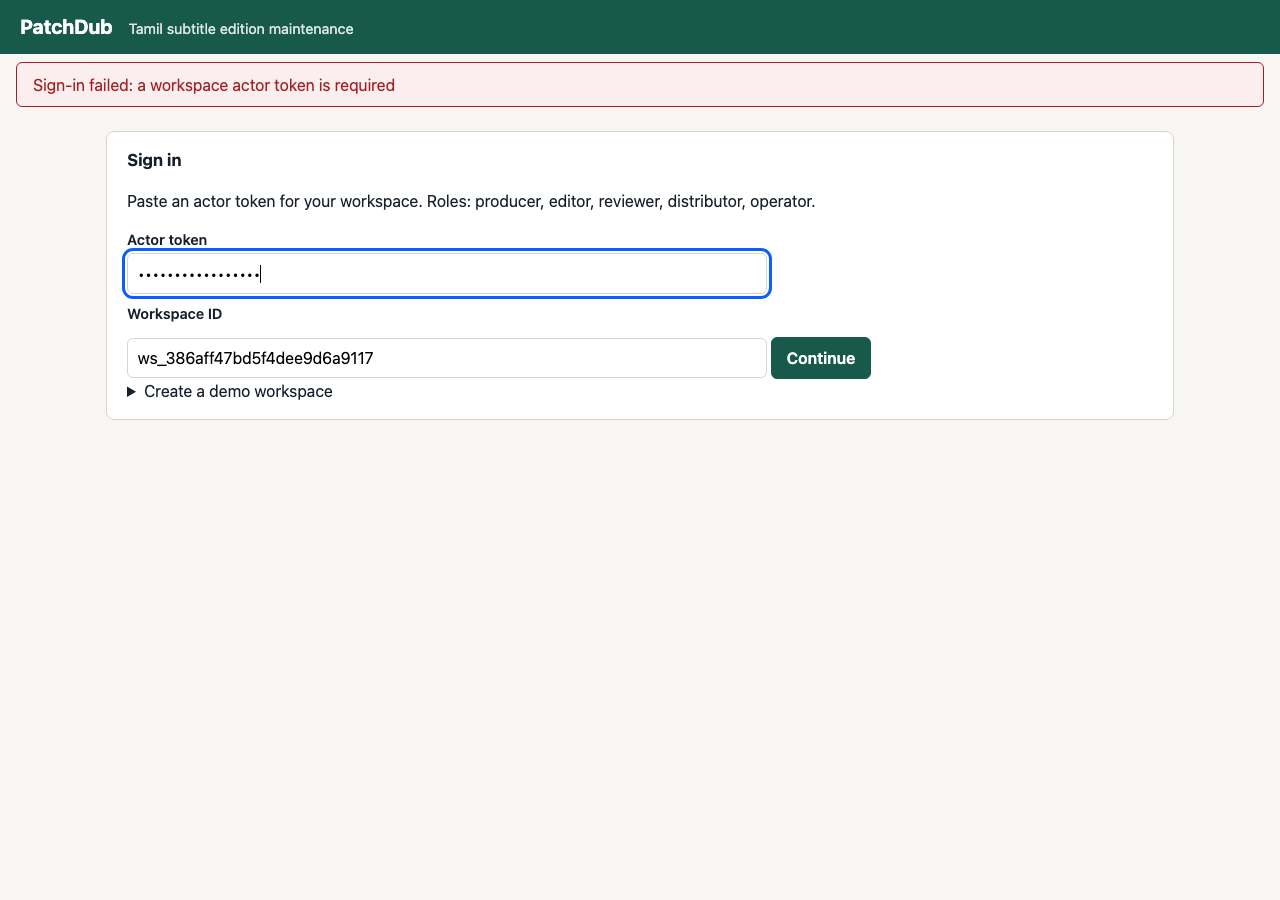 PatchDub Tamil subtitle edition maintenance
Sign-in failed: a workspace actor token is required
Sign in
Paste an actor token for your workspace. Roles: producer, editor, reviewer, distributor, operator.
Actor token
•••••••••••••••••
Workspace ID
ws_386aff47bd5f4dee9d6a9117 Continue
Create a demo workspace